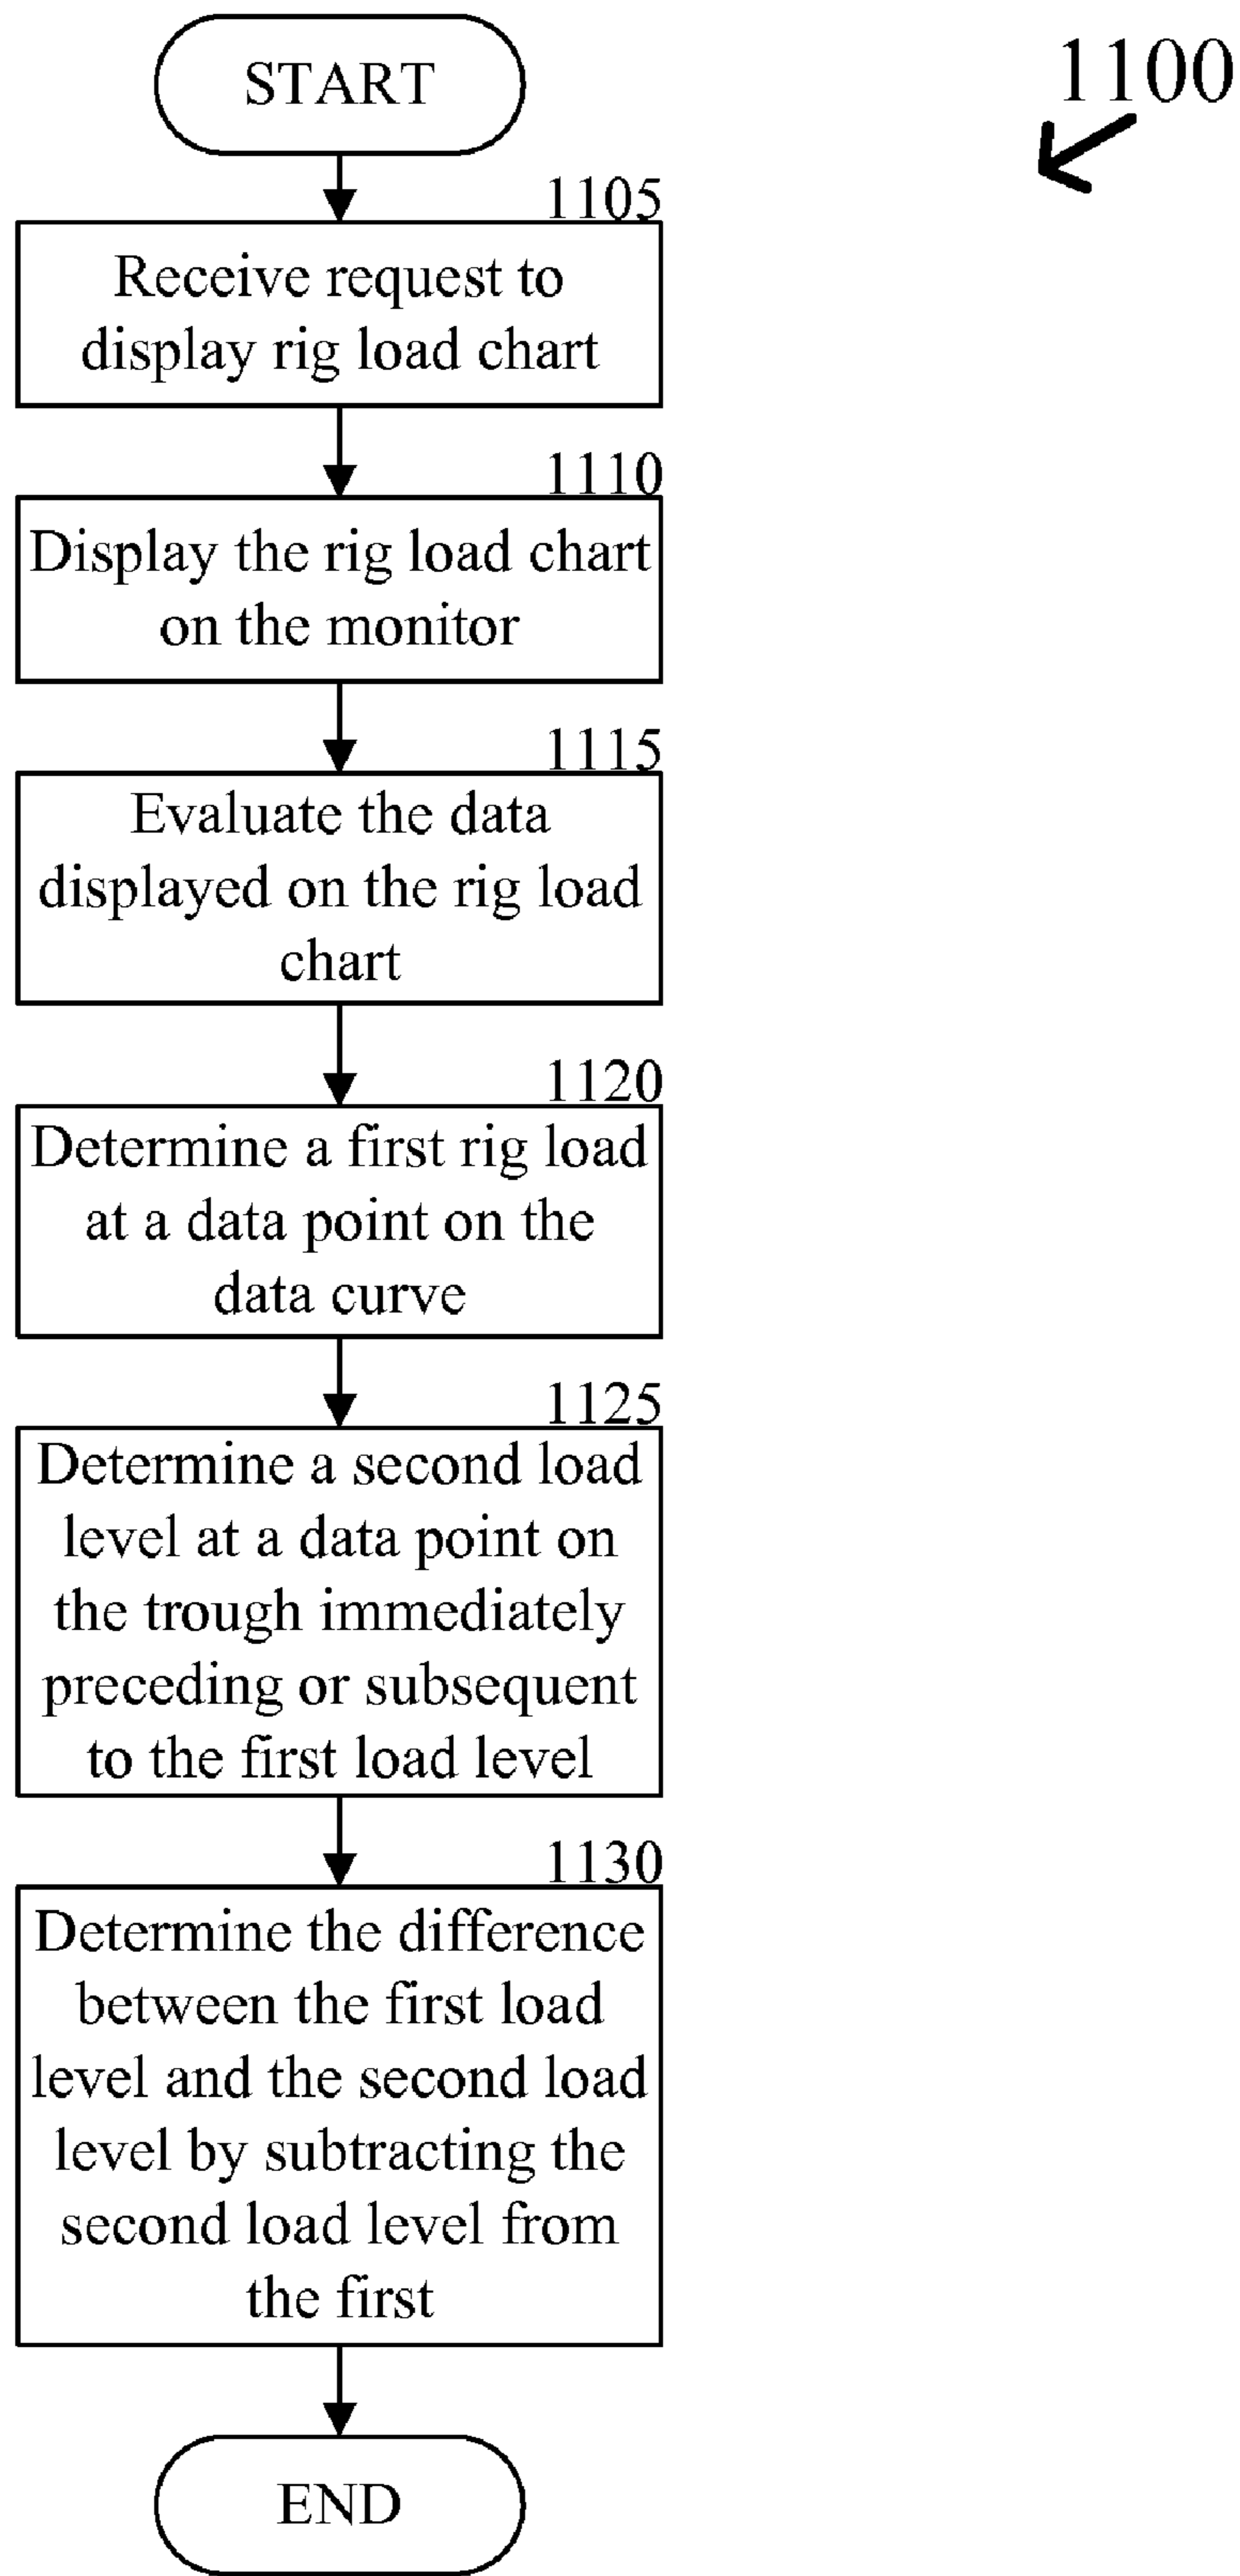 START
1100
1105
Receive request to
display rig load chart
1110
Display the rig load chart
on the monitor
1115
Evaluate the data
displayed on the rig load
chart
1120
Determine a first rig load
at a data point on the
data curve
1125
Determine a second load
level at a data point on
the trough immediately
preceding or subsequent
to the first load level
1130
Determine the difference
between the first load
level and the second load
level by subtracting the
second load level from
the first
END